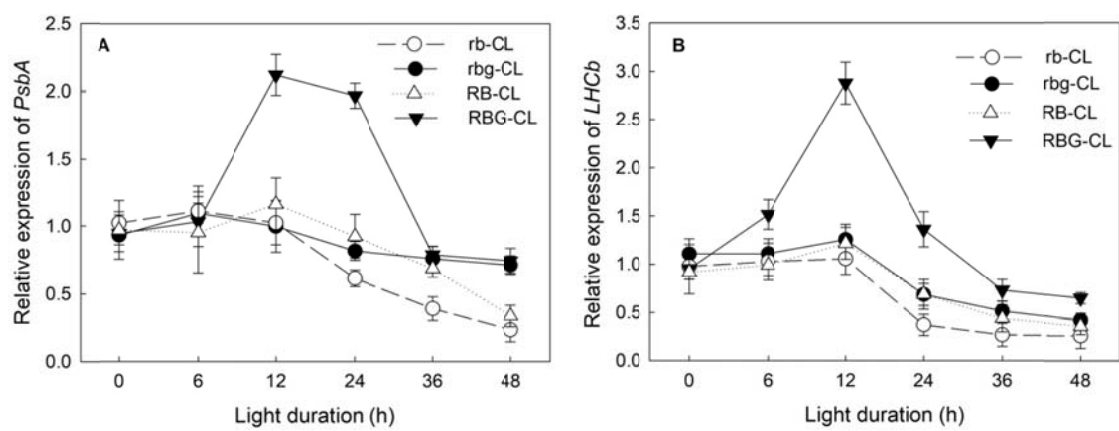 A
Relative expression of PsbA
2.5
2.0
1.5
1.0
0.5
0.0
rb-CL
rbg-CL
RB-CL
RBG-CL
0 6 12 24 36 48
Light duration (h)
B
Relative expression of LHCb
3.5
3.0
2.5
2.0
1.5
1.0
0.5
0.0
rb-CL
rbg-CL
RB-CL
RBG-CL
0 6 12 24 36 48
Light duration (h)